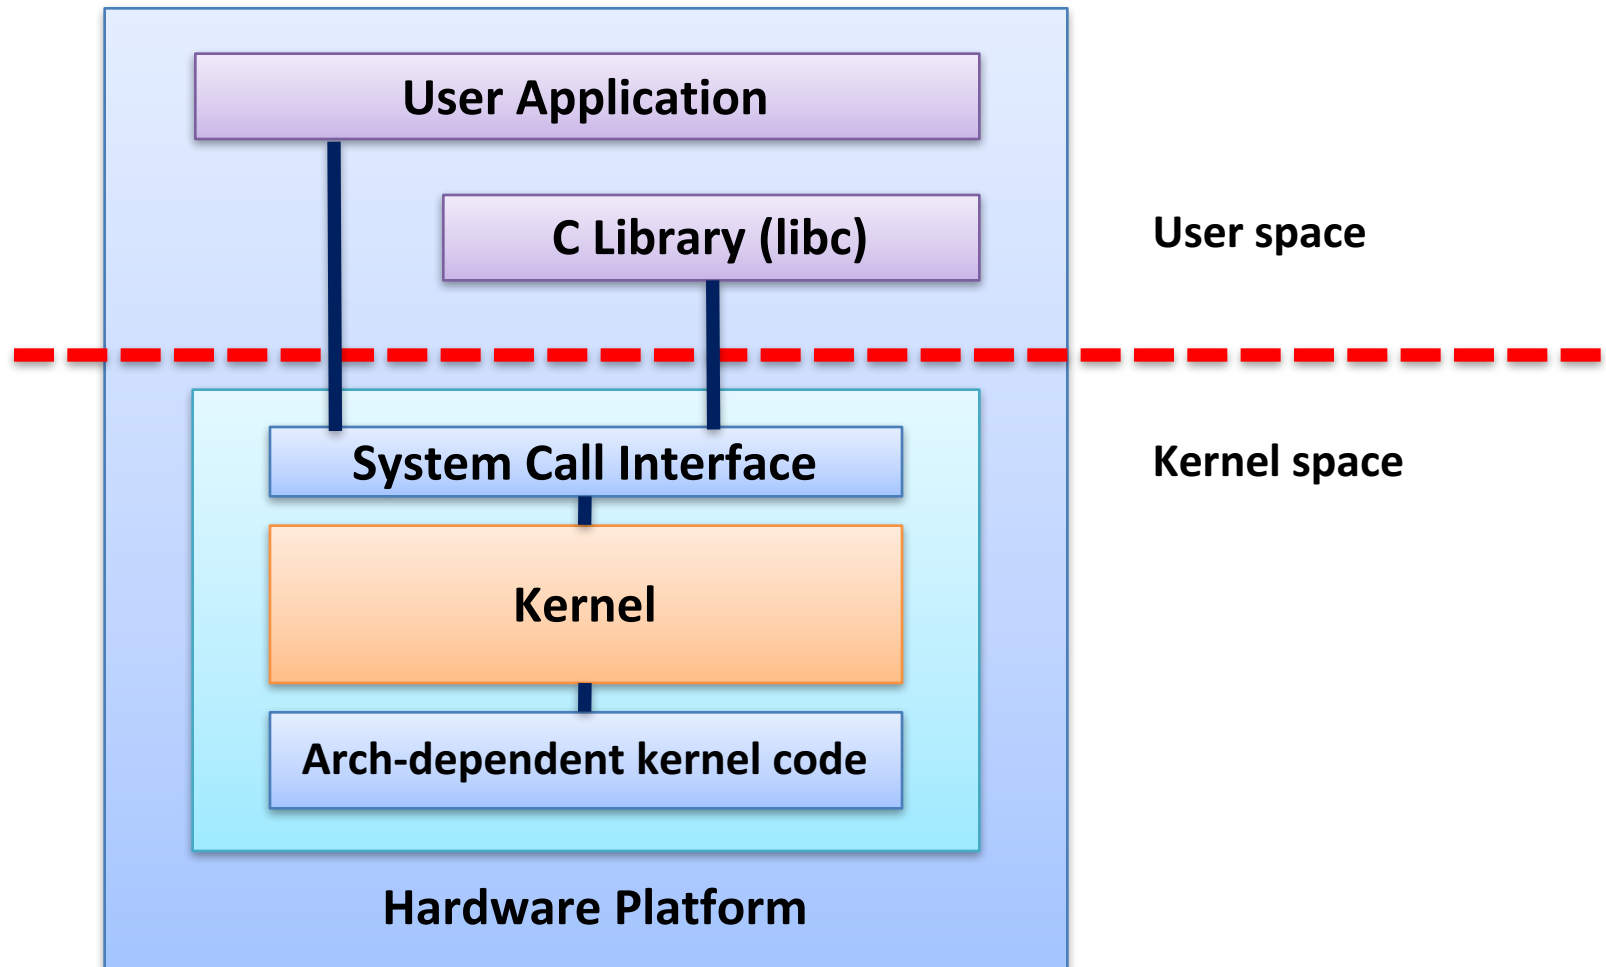 User Application
C Library (libc)
User space
System Call Interface
Kernel space
Kernel
Arch-dependent kernel code
Hardware Platform